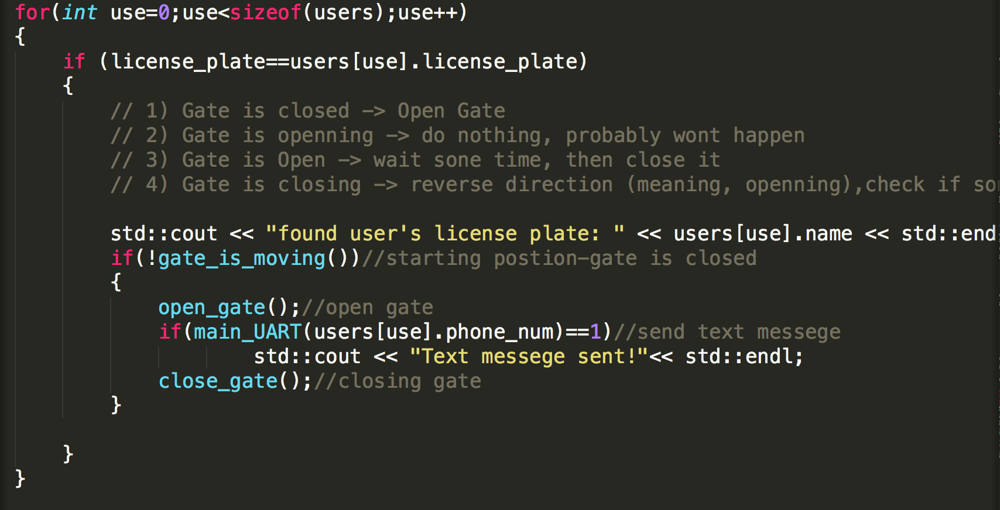 for(int use=0;use<sizeof(users);use++)
{
if (license_plate==users[use].license_plate)
{
// 1) Gate is closed -> Open Gate
// 2) Gate is openning -> do nothing, probably wont happen
// 3) Gate is Open -> wait sone time, then close it
// 4) Gate is closing -> reverse direction (meaning, openning),check if so
std::cout << "found user's license plate: " << users[use].name << std::end
if(!gate_is_moving())//starting postion-gate is closed
{
open_gate();//open gate
if(main_UART(users[use].phone_num)==1)//send text messege
std::cout << "Text messege sent!"<< std::endl;
close_gate();//closing gate
}
}
}